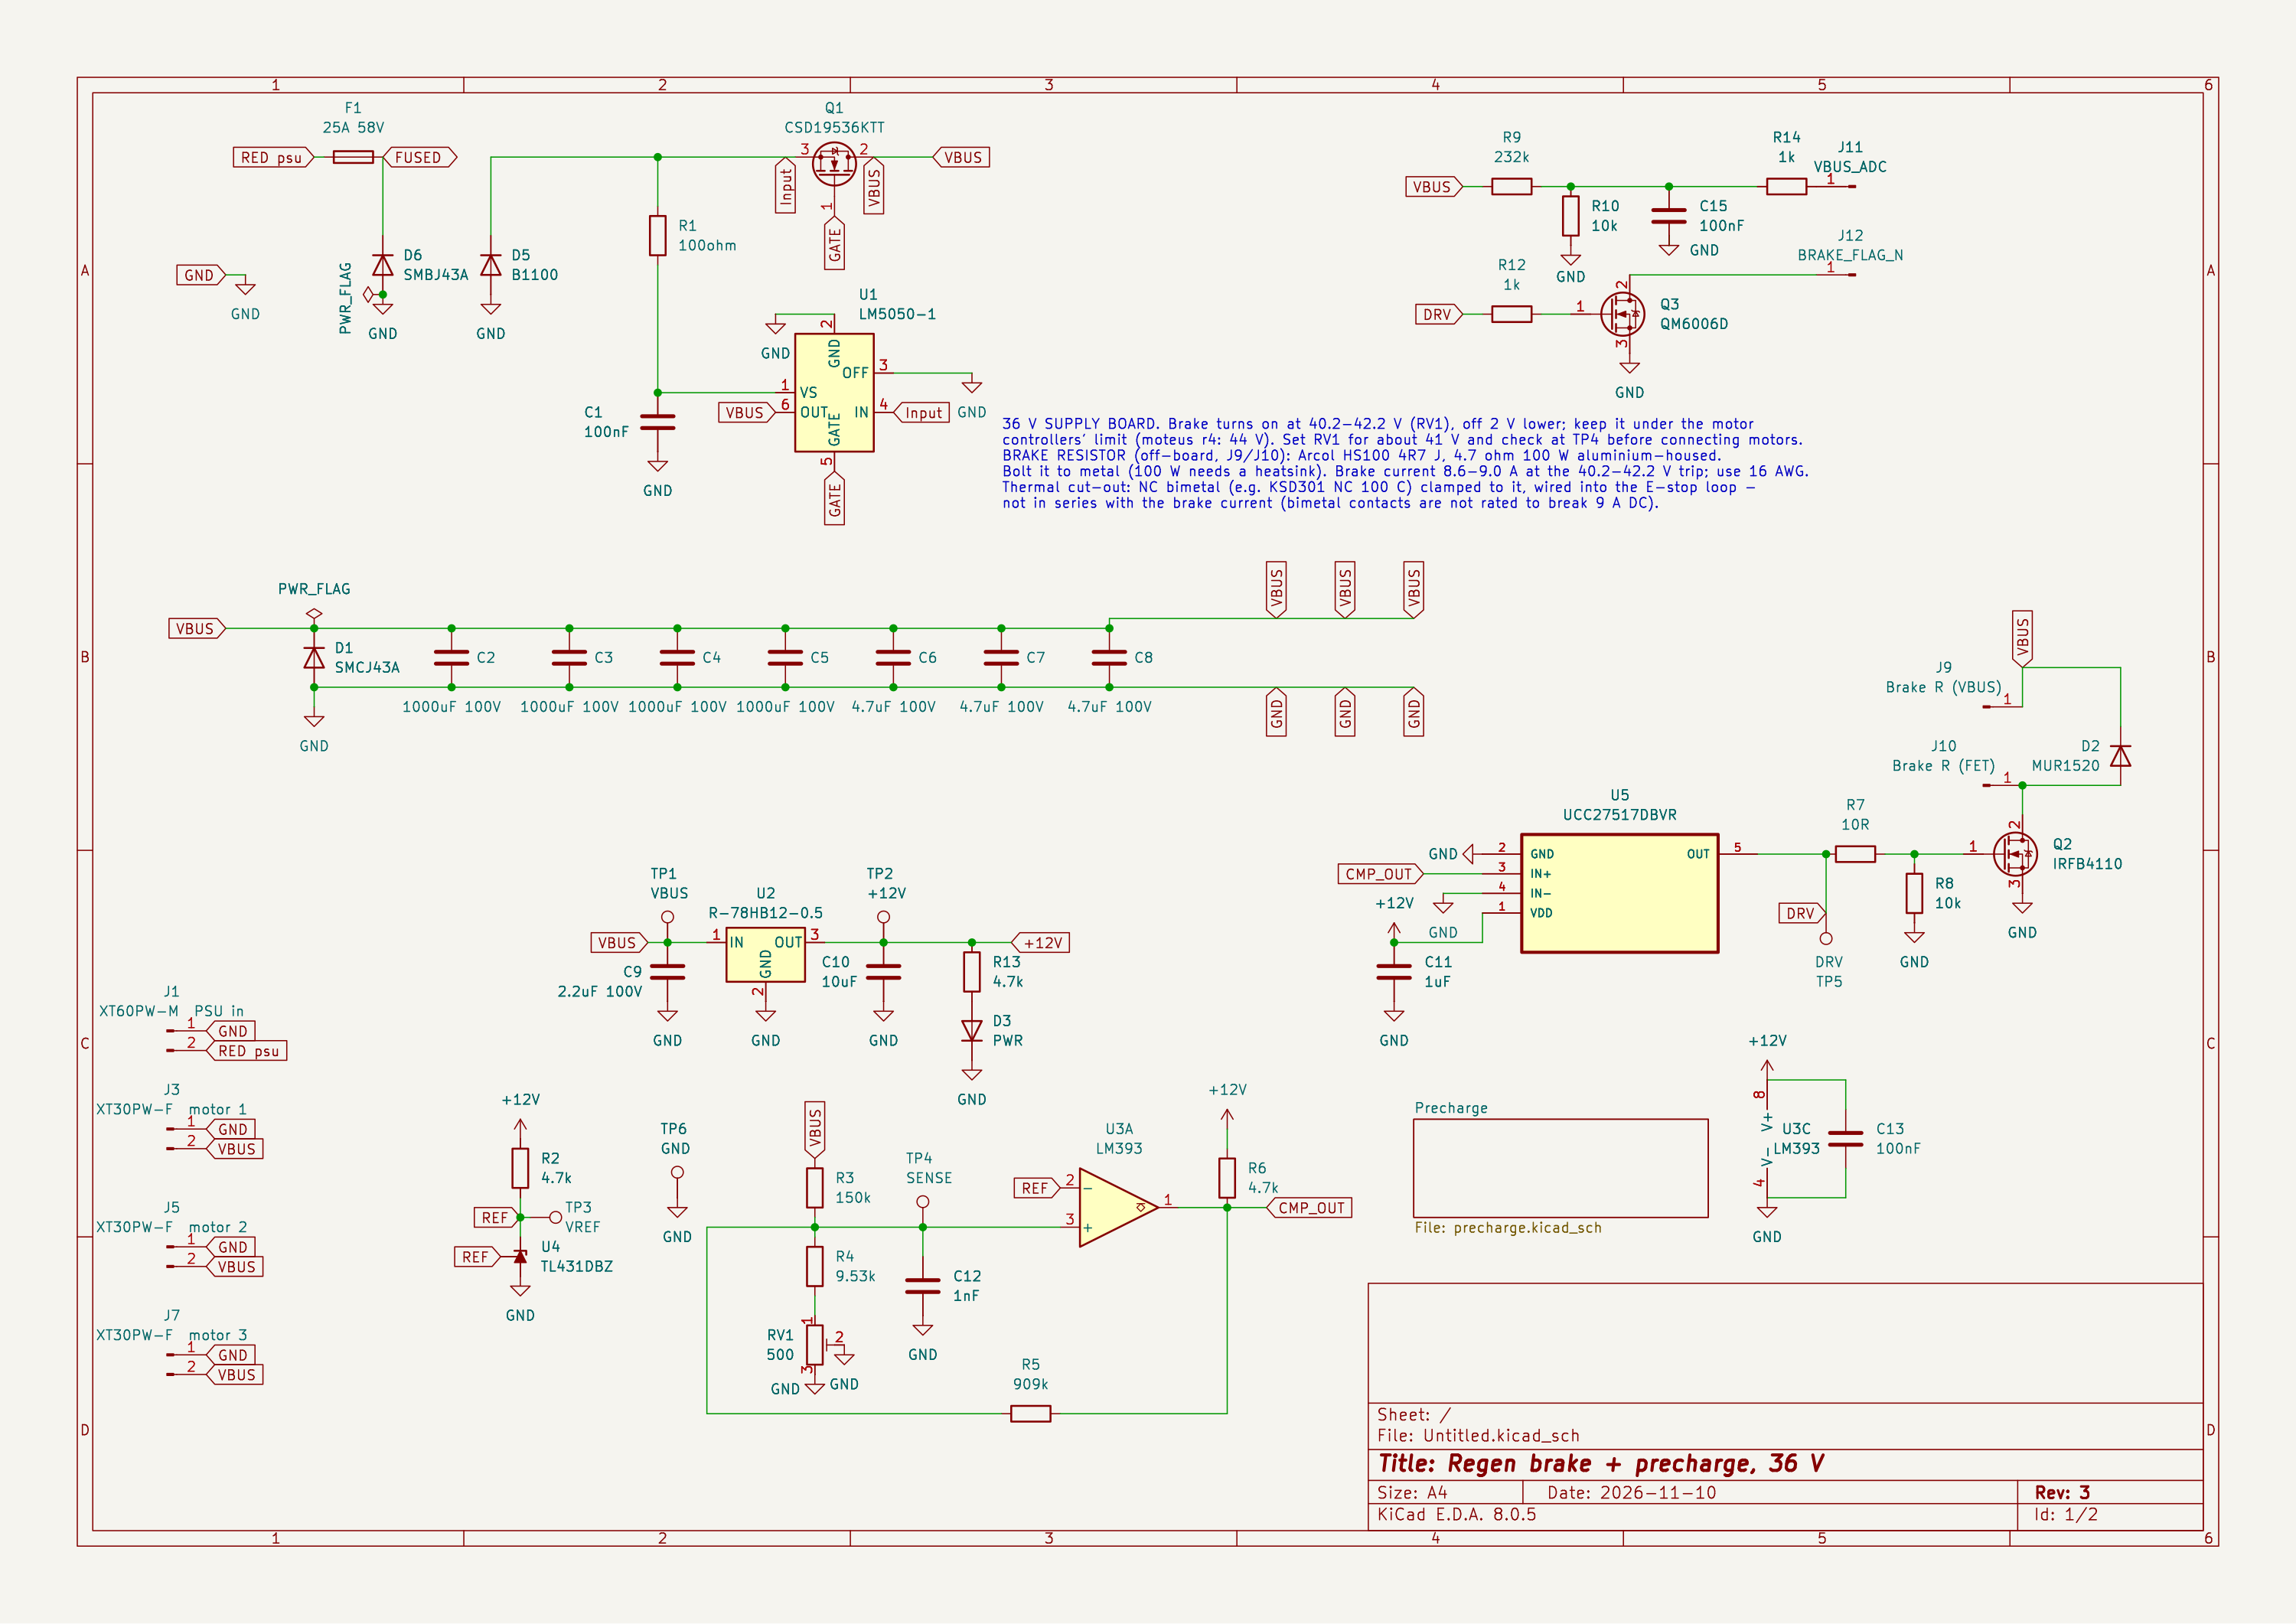 1 2 3 4 5 6
A
B
C
D
A
B
C
D
1 2 3 4 5 6
F1
25A 58V
RED psu
FUSED
PWR_FLAG
D6
SMBJ43A
GND
D5
B1100
GND
GND
GND
R1
100ohm
C1
100nF
GND
Q1
CSD19536KTT
3
2
1
Input
VBUS
VBUS
GATE
U1
LM5050-1
2
GND
GND
3
OFF
GND
1
VS
VBUS
6
OUT
GATE
IN
4
Input
5
GATE
R9
232k
VBUS
R10
10k
GND
C15
100nF
GND
R14
1k
J11
VBUS_ADC
1
J12
BRAKE_FLAG_N
1
R12
1k
DRV
1
2
3
Q3
QM6006D
GND
36 V SUPPLY BOARD. Brake turns on at 40.2-42.2 V (RV1), off 2 V lower; keep it under the motor
controllers' limit (moteus r4: 44 V). Set RV1 for about 41 V and check at TP4 before connecting motors.
BRAKE RESISTOR (off-board, J9/J10): Arcol HS100 4R7 J, 4.7 ohm 100 W aluminium-housed.
Bolt it to metal (100 W needs a heatsink). Brake current 8.6-9.0 A at the 40.2-42.2 V trip; use 16 AWG.
Thermal cut-out: NC bimetal (e.g. KSD301 NC 100 C) clamped to it, wired into the E-stop loop -
not in series with the brake current (bimetal contacts are not rated to break 9 A DC).
PWR_FLAG
VBUS
D1
SMCJ43A
GND
C2
1000uF 100V
C3
1000uF 100V
C4
1000uF 100V
C5
1000uF 100V
C6
4.7uF 100V
C7
4.7uF 100V
C8
4.7uF 100V
VBUS
VBUS
VBUS
GND
GND
GND
VBUS
J9
Brake R (VBUS)
1
J10
Brake R (FET)
1
D2
MUR1520
U5
UCC27517DBVR
GND
2
GND
CMP_OUT
3
IN+
4
IN-
1
VDD
OUT
5
+12V
GND
C11
1uF
GND
R7
10R
DRV
DRV
TP5
R8
10k
GND
1
2
3
Q2
IRFB4110
GND
TP1
VBUS
VBUS
C9
2.2uF 100V
GND
U2
R-78HB12-0.5
1
IN
OUT
3
GND
2
GND
TP2
+12V
C10
10uF
GND
+12V
R13
4.7k
D3
PWR
GND
J1
XT60PW-M PSU in
1
GND
2
RED psu
J3
XT30PW-F motor 1
1
GND
2
VBUS
J5
XT30PW-F motor 2
1
GND
2
VBUS
J7
XT30PW-F motor 3
1
GND
2
VBUS
+12V
R2
4.7k
REF
TP3
VREF
REF
U4
TL431DBZ
GND
TP6
GND
GND
VBUS
R3
150k
R4
9.53k
RV1
500
1
2
3
GND
GND
TP4
SENSE
C12
1nF
GND
R5
909k
U3A
LM393
REF
2
-
3
+
1
+12V
R6
4.7k
CMP_OUT
Precharge
File: precharge.kicad_sch
+12V
8
V+
V-
4
U3C
LM393
C13
100nF
GND
Sheet: /
File: Untitled.kicad_sch
Title: Regen brake + precharge, 36 V
Size: A4
Date: 2026-11-10
Rev: 3
KiCad E.D.A. 8.0.5
Id: 1/2